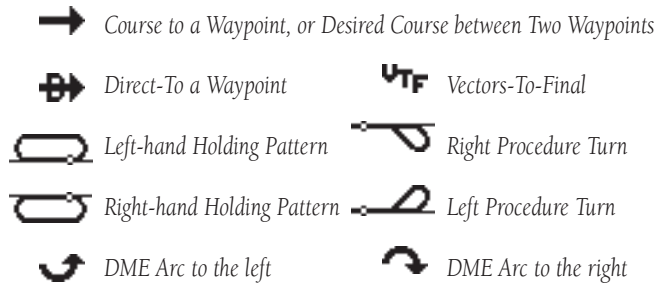 Course to a Waypoint, or Desired Course between Two Waypoints
Direct-To a Waypoint
VTF Vectors-To-Final
Left-hand Holding Pattern
Right Procedure Turn
Right-hand Holding Pattern
Left Procedure Turn
DME Arc to the left
DME Arc to the right